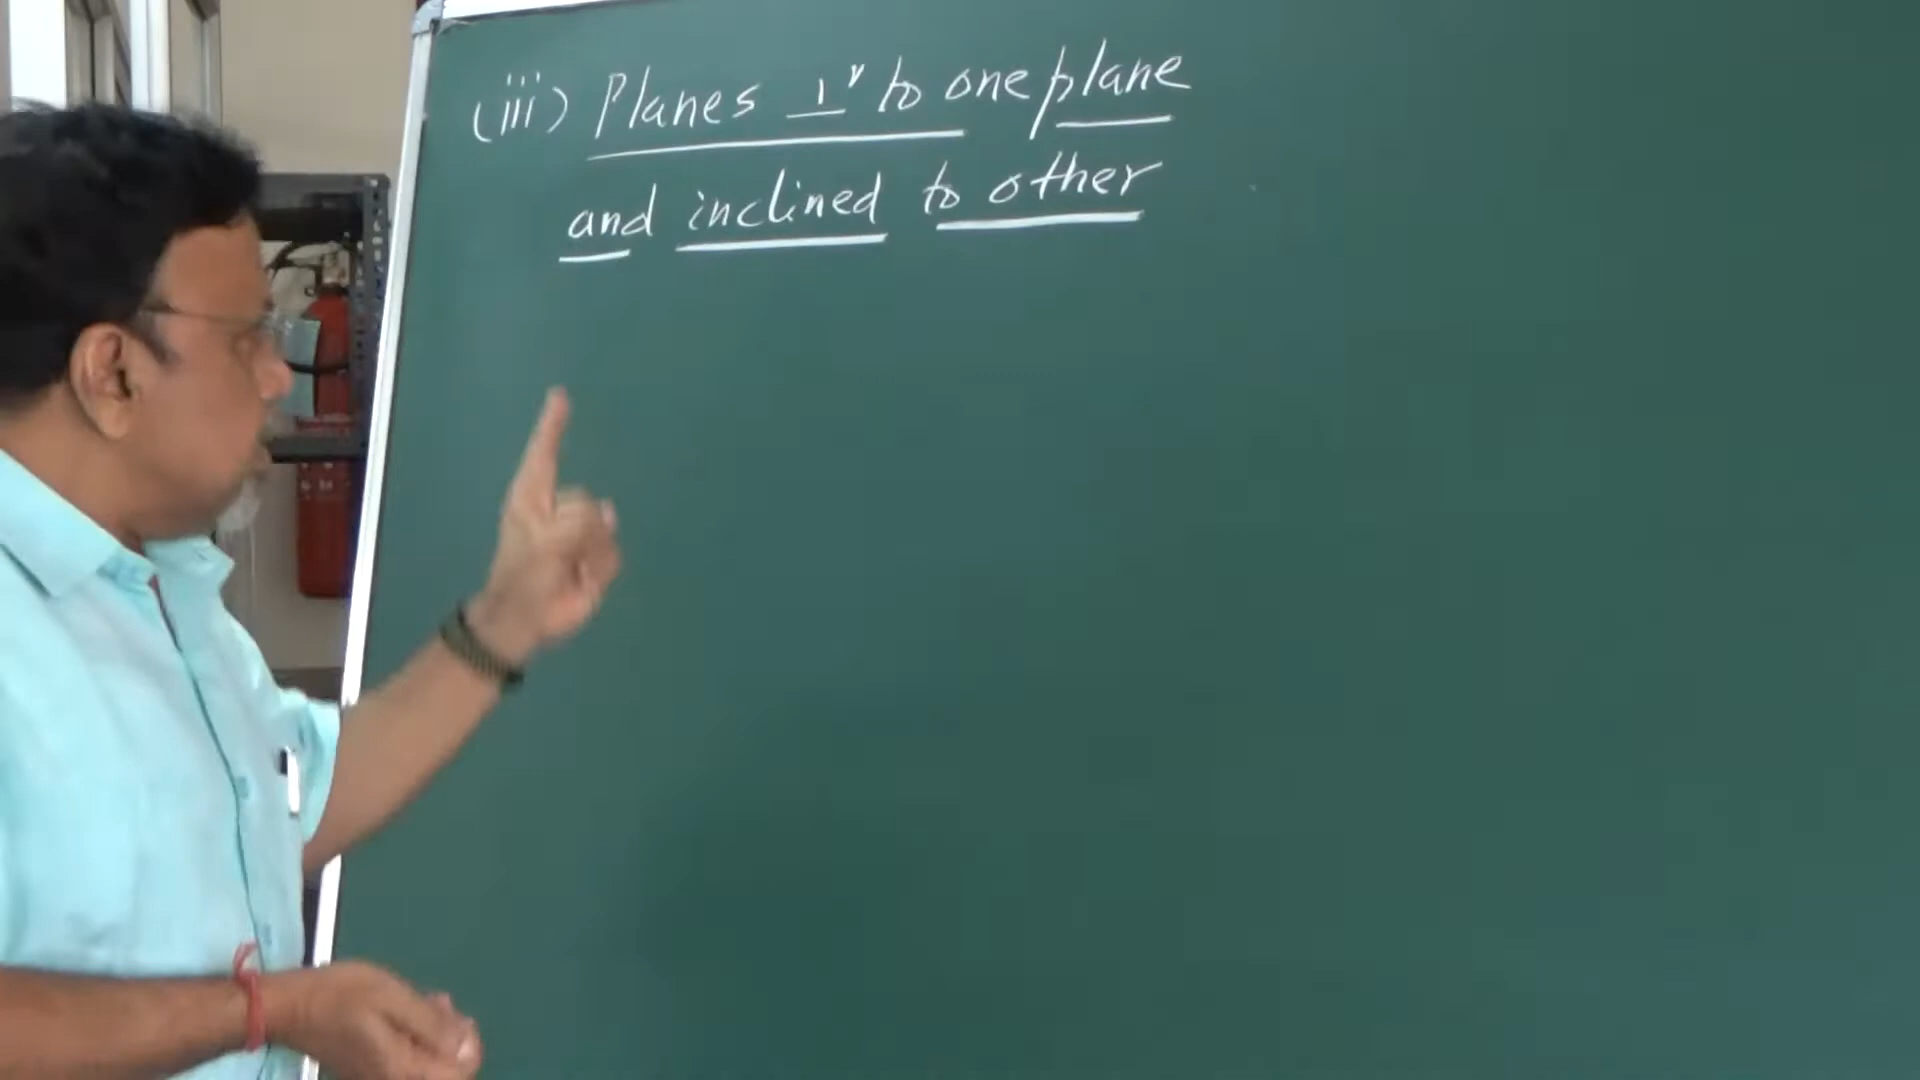 (iii) Planes ⊥r to one plane
and inclined to other